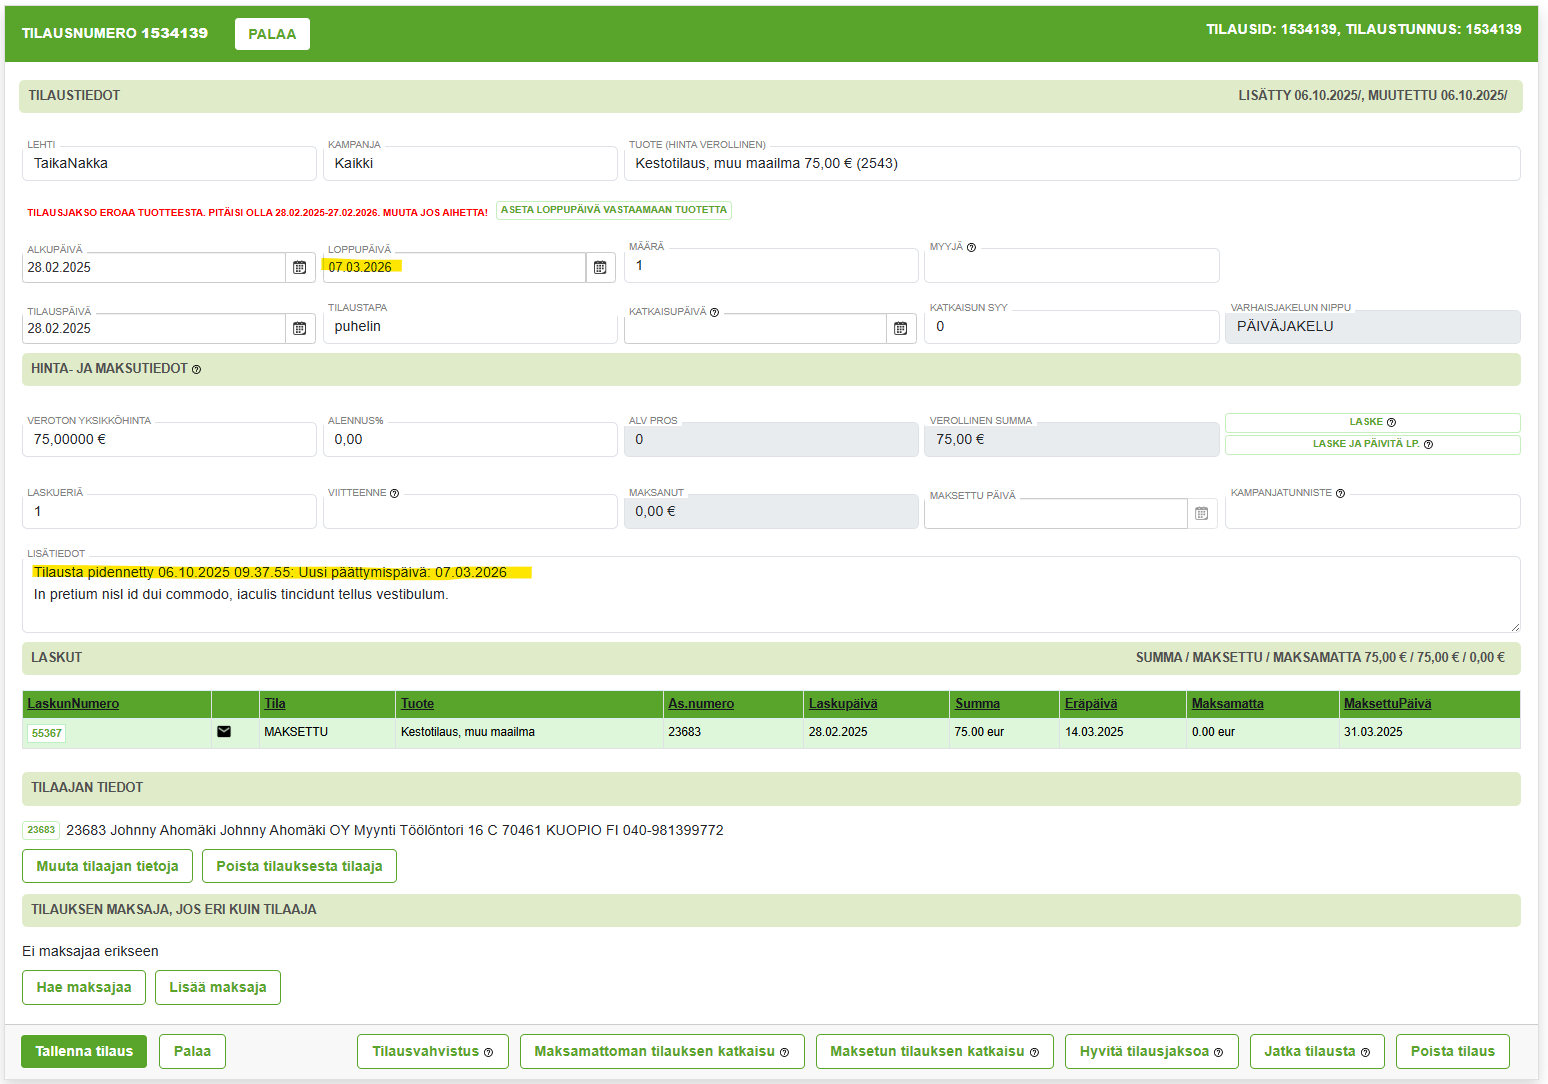 TILAUSNUMERO 1534139 PALAA TILAUSID: 1534139, TILAUSTUNNUS: 1534139
TILAUSTIEDOT LISÄTTY 06.10.2025/, MUUTETTU 06.10.2025/
LEHTI KAMPANJA TUOTE (HINTA VEROLLINEN)
TaikaNakka Kaikki Kestotilaus, muu maailma 75,00 € (2543)
TILAUSJAKSO EROAA TUOTTEESTA. PITÄISI OLLA 28.02.2025-27.02.2026. MUUTA JOS AIHETTA! ASETA LOPPUPÄIVÄ VASTAAMAAN TUOTETTA
ALKUPÄIVÄ LOPPUPÄIVÄ MÄÄRÄ MYYJÄ
28.02.2025 07.03.2026 1
TILAUSPÄIVÄ TILAUSTAPA KATKAISUPÄIVÄ KATKAISUN SYY VARHAISJAKELUN NIPPU
28.02.2025 puhelin 0 PÄIVÄJAKELU
HINTA- JA MAKSUTIEDOT
VEROTON YKSIKKÖHINTA ALENNUS% ALV PROS VEROLLINEN SUMMA LASKE
75,00000 € 0,00 0 75,00 € LASKE JA PÄIVITÄ LP.
LASKUERIÄ VIITTEENNE MAKSANUT MAKSETTU PÄIVÄ KAMPANJATUNNISTE
1 0,00 €
LISÄTIEDOT
Tilausta pidennetty 06.10.2025 09.37.55: Uusi päättymispäivä: 07.03.2026
In pretium nisl id dui commodo, iaculis tincidunt tellus vestibulum.
LASKUT SUMMA / MAKSETTU / MAKSAMATTA 75,00 € / 75,00 € / 0,00 €
LaskunNumero Tila Tuote As.numero Laskupäivä Summa Eräpäivä Maksamatta MaksettuPäivä
55367 MAKSETTU Kestotilaus, muu maailma 23683 28.02.2025 75.00 eur 14.03.2025 0.00 eur 31.03.2025
TILAAJAN TIEDOT
23683 23683 Johnny Ahomäki Johnny Ahomäki OY Myynti Töölöntori 16 C 70461 KUOPIO FI 040-981399772
Muuta tilaajan tietoja Poista tilauksesta tilaaja
TILAUKSEN MAKSAJA, JOS ERI KUIN TILAAJA
Ei maksajaa erikseen
Hae maksajaa Lisää maksaja
Tallenna tilaus Palaa Tilausvahvistus Maksamattoman tilauksen katkaisu Maksetun tilauksen katkaisu Hyvitä tilausjaksoa Jatka tilausta Poista tilaus